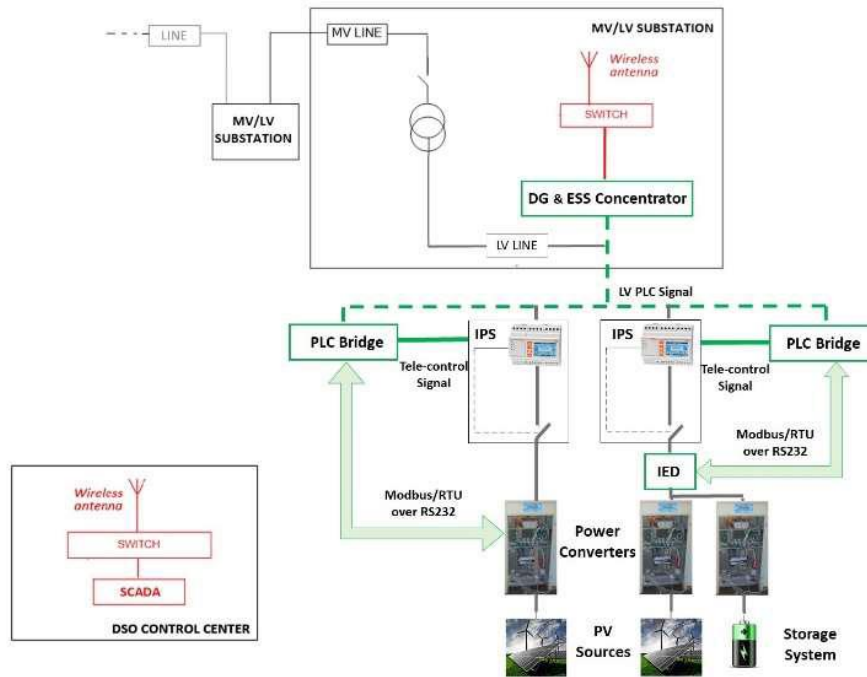 LINE
MV/LV
SUBSTATION
MV LINE
MV/LV SUBSTATION
Wireless
antenna
SWITCH
DG & ESS Concentrator
LV LINE
LV PLC Signal
PLC Bridge
IPS
Tele-control
Signal
IPS
PLC Bridge
Tele-control
Signal
Modbus/RTU
over RS232
IED
Modbus/RTU
over RS232
Power
Converters
PV
Sources
Storage
System
Wireless
antenna
SWITCH
SCADA
DSO CONTROL CENTER